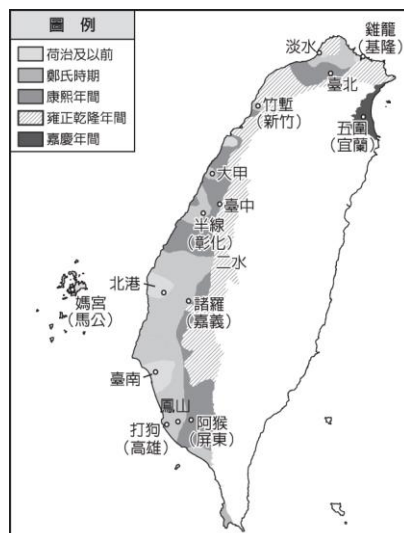 圖 例
荷治及以前
鄭氏時期
康熙年間
雍正乾隆年間
嘉慶年間
雞籠
(基隆)
淡水
臺北
竹塹
(新竹)
五圍
(宜蘭)
大甲
臺中
半線
(彰化)
二水
北港
媽宮
(馬公)
諸羅
(嘉義)
臺南
鳳山
打狗
(高雄)
阿猴
(屏東)